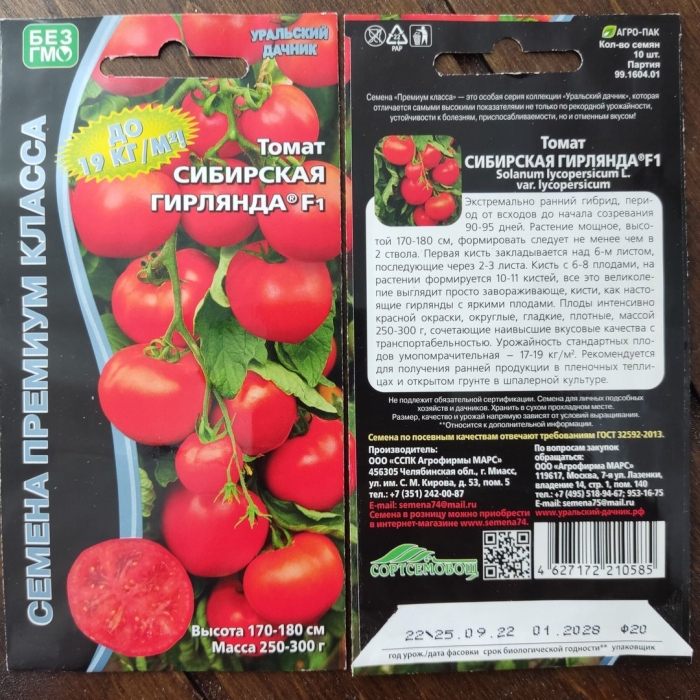 БЕЗ
ГМО
УРАЛЬСКИЙ
ДАЧНИК
ДО
19 КГ/М²!
Томат
СИБИРСКАЯ
ГИРЛЯНДА® F1
СЕМЕНА ПРЕМИУМ КЛАССА
Высота 170-180 см
Масса 250-300 г
PAP
АГРО-ПАК
Кол-во семян
10 шт.
Партия
99.1604.01
Семена «Премиум класса» — это особая серия коллекции «Уральский дачник», которая
отличается самыми высокими показателями не только по рекордной урожайности,
устойчивости к болезням, приспосабливаемости, но и отменным вкусом!
Томат
СИБИРСКАЯ ГИРЛЯНДА®F1
Solanum lycopersicum L.
var. lycopersicum
Экстремально ранний гибрид, пери-
од от всходов до начала созревания
90-95 дней. Растение мощное, высо-
той 170-180 см, формировать следует не менее чем в
2 ствола. Первая кисть закладывается над 6-м листом,
последующие через 2-3 листа. Кисть с 6-8 плодами, на
растении формируется 10-11 кистей, все это великоле-
пие выглядит просто завораживающе, кисти, как насто-
ящие гирлянды с яркими плодами. Плоды интенсивно
красной окраски, округлые, гладкие, плотные, массой
250-300 г, сочетающие наивысшие вкусовые качества с
транспортабельностью. Урожайность стандартных пло-
дов умопомрачительная – 17-19 кг/м². Рекомендуется
для получения ранней продукции в пленочных тепли-
цах и открытом грунте в шпалерной культуре.
Не подлежит обязательной сертификации. Семена для личных подсобных
хозяйств и дачников. Хранить в сухом прохладном месте.
Размер, качество и урожай напрямую зависят от условий выращивания.
**Относится к дополнительной информации.
Семена по посевным качествам отвечают требованиям ГОСТ 32592-2013.
Производитель:
ООО «ССПК Агрофирмы МАРС»
456305 Челябинская обл., г. Миасс,
ул. им. С. М. Кирова, д. 53, пом. 5
тел.: +7 (351) 242-00-87
E-mail: semena74@mail.ru
Семена в розницу можно приобрести
в интернет-магазине www.semena74.
По вопросам закупок
обращаться:
ООО «Агрофирма МАРС»
119617, Москва, 7-я ул. Лазенки,
владение 14, стр. 1, пом. 140
тел.: +7 (495) 518-94-67; 953-16-75
E-mail: semena75@mail.ru
www.уральский-дачник.рф
СОРТСЕМОВОЩ
4 627172 210585
22\25.09.22 01.2028 Ф20
год урож./дата фасовки срок биологической годности** упаковщик